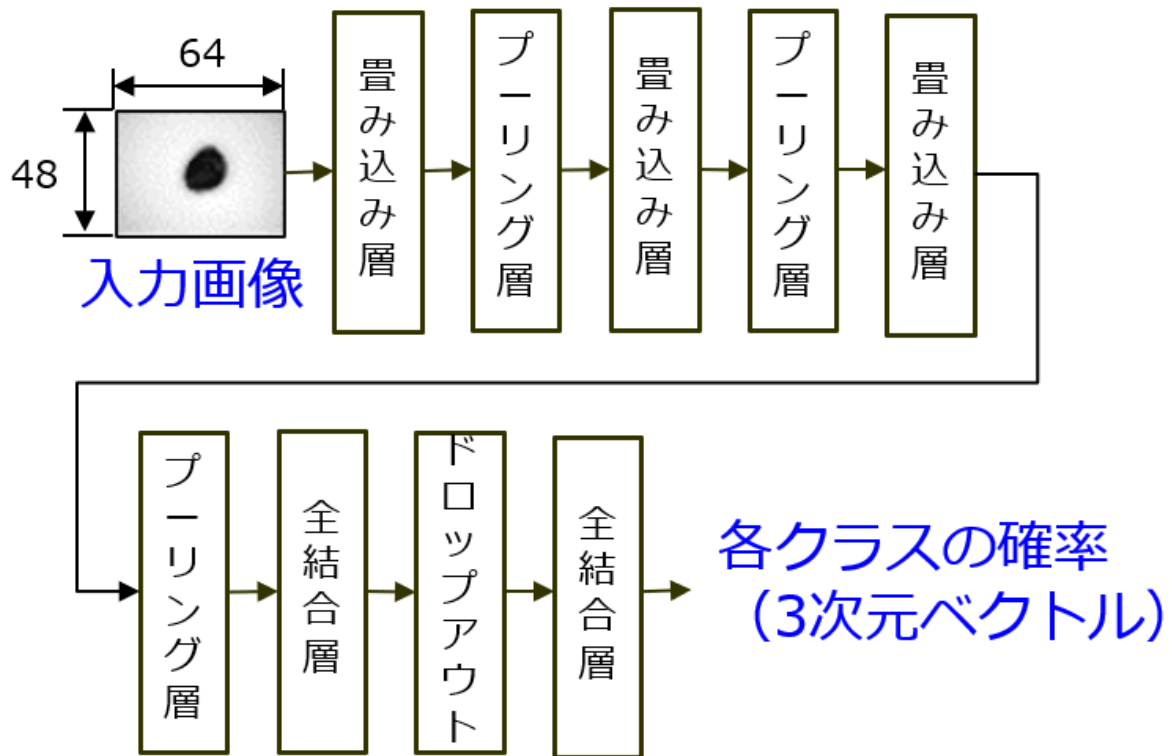 64
48
入力画像
畳み込み層
プーリング層
畳み込み層
プーリング層
畳み込み層
プーリング層
全結合層
ドロップアウト
全結合層
各クラスの確率
（3次元ベクトル）